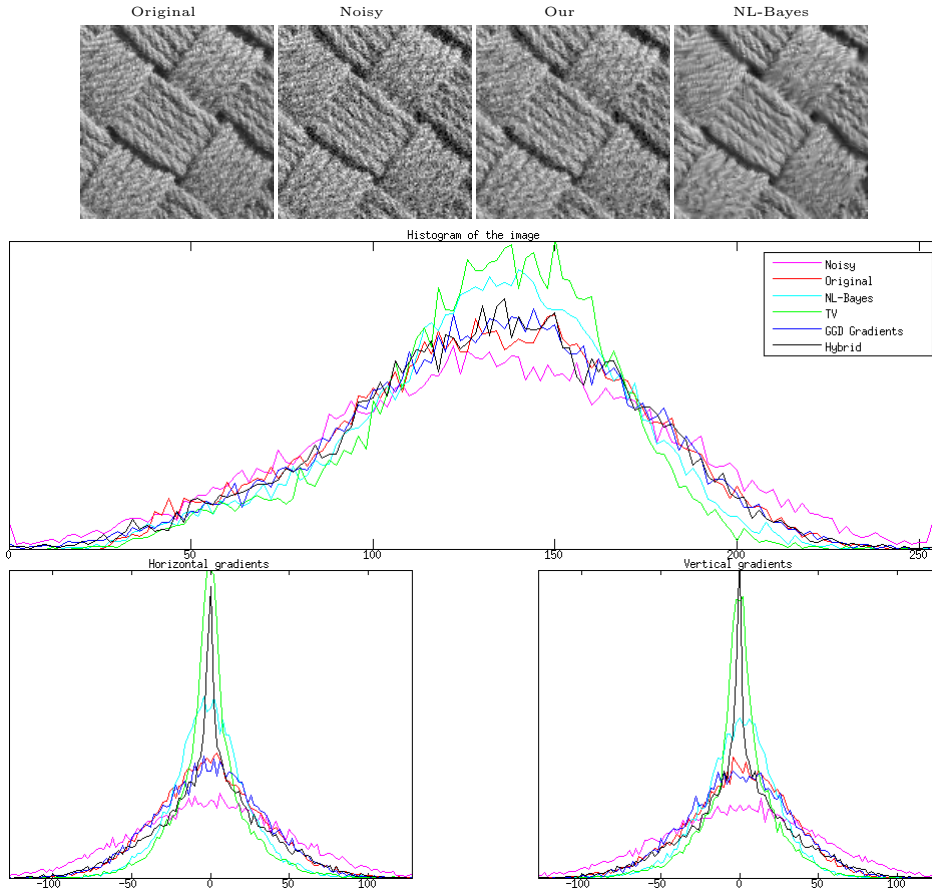 Original Noisy Our NL-Bayes
Histogram of the image
Noisy
Original
NL-Bayes
TV
GGD Gradients
Hybrid
0 50 100 150 200 250
Horizontal gradients Vertical gradients
-100 -50 0 50 100 -100 -50 0 50 100